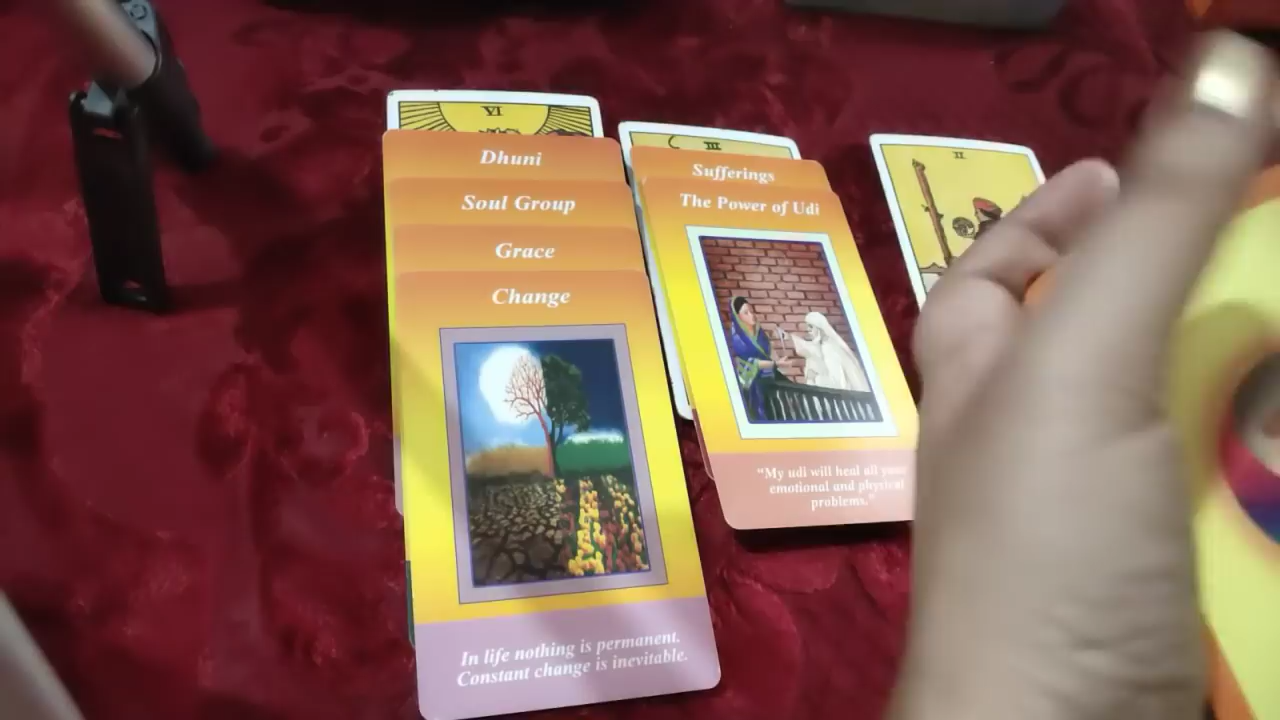 VI
Dhuni
Soul Group
Grace
Change
In life nothing is permanent.
Constant change is inevitable.
III
Sufferings
The Power of Udi
"My udi will heal all your
emotional and physical
problems."
II